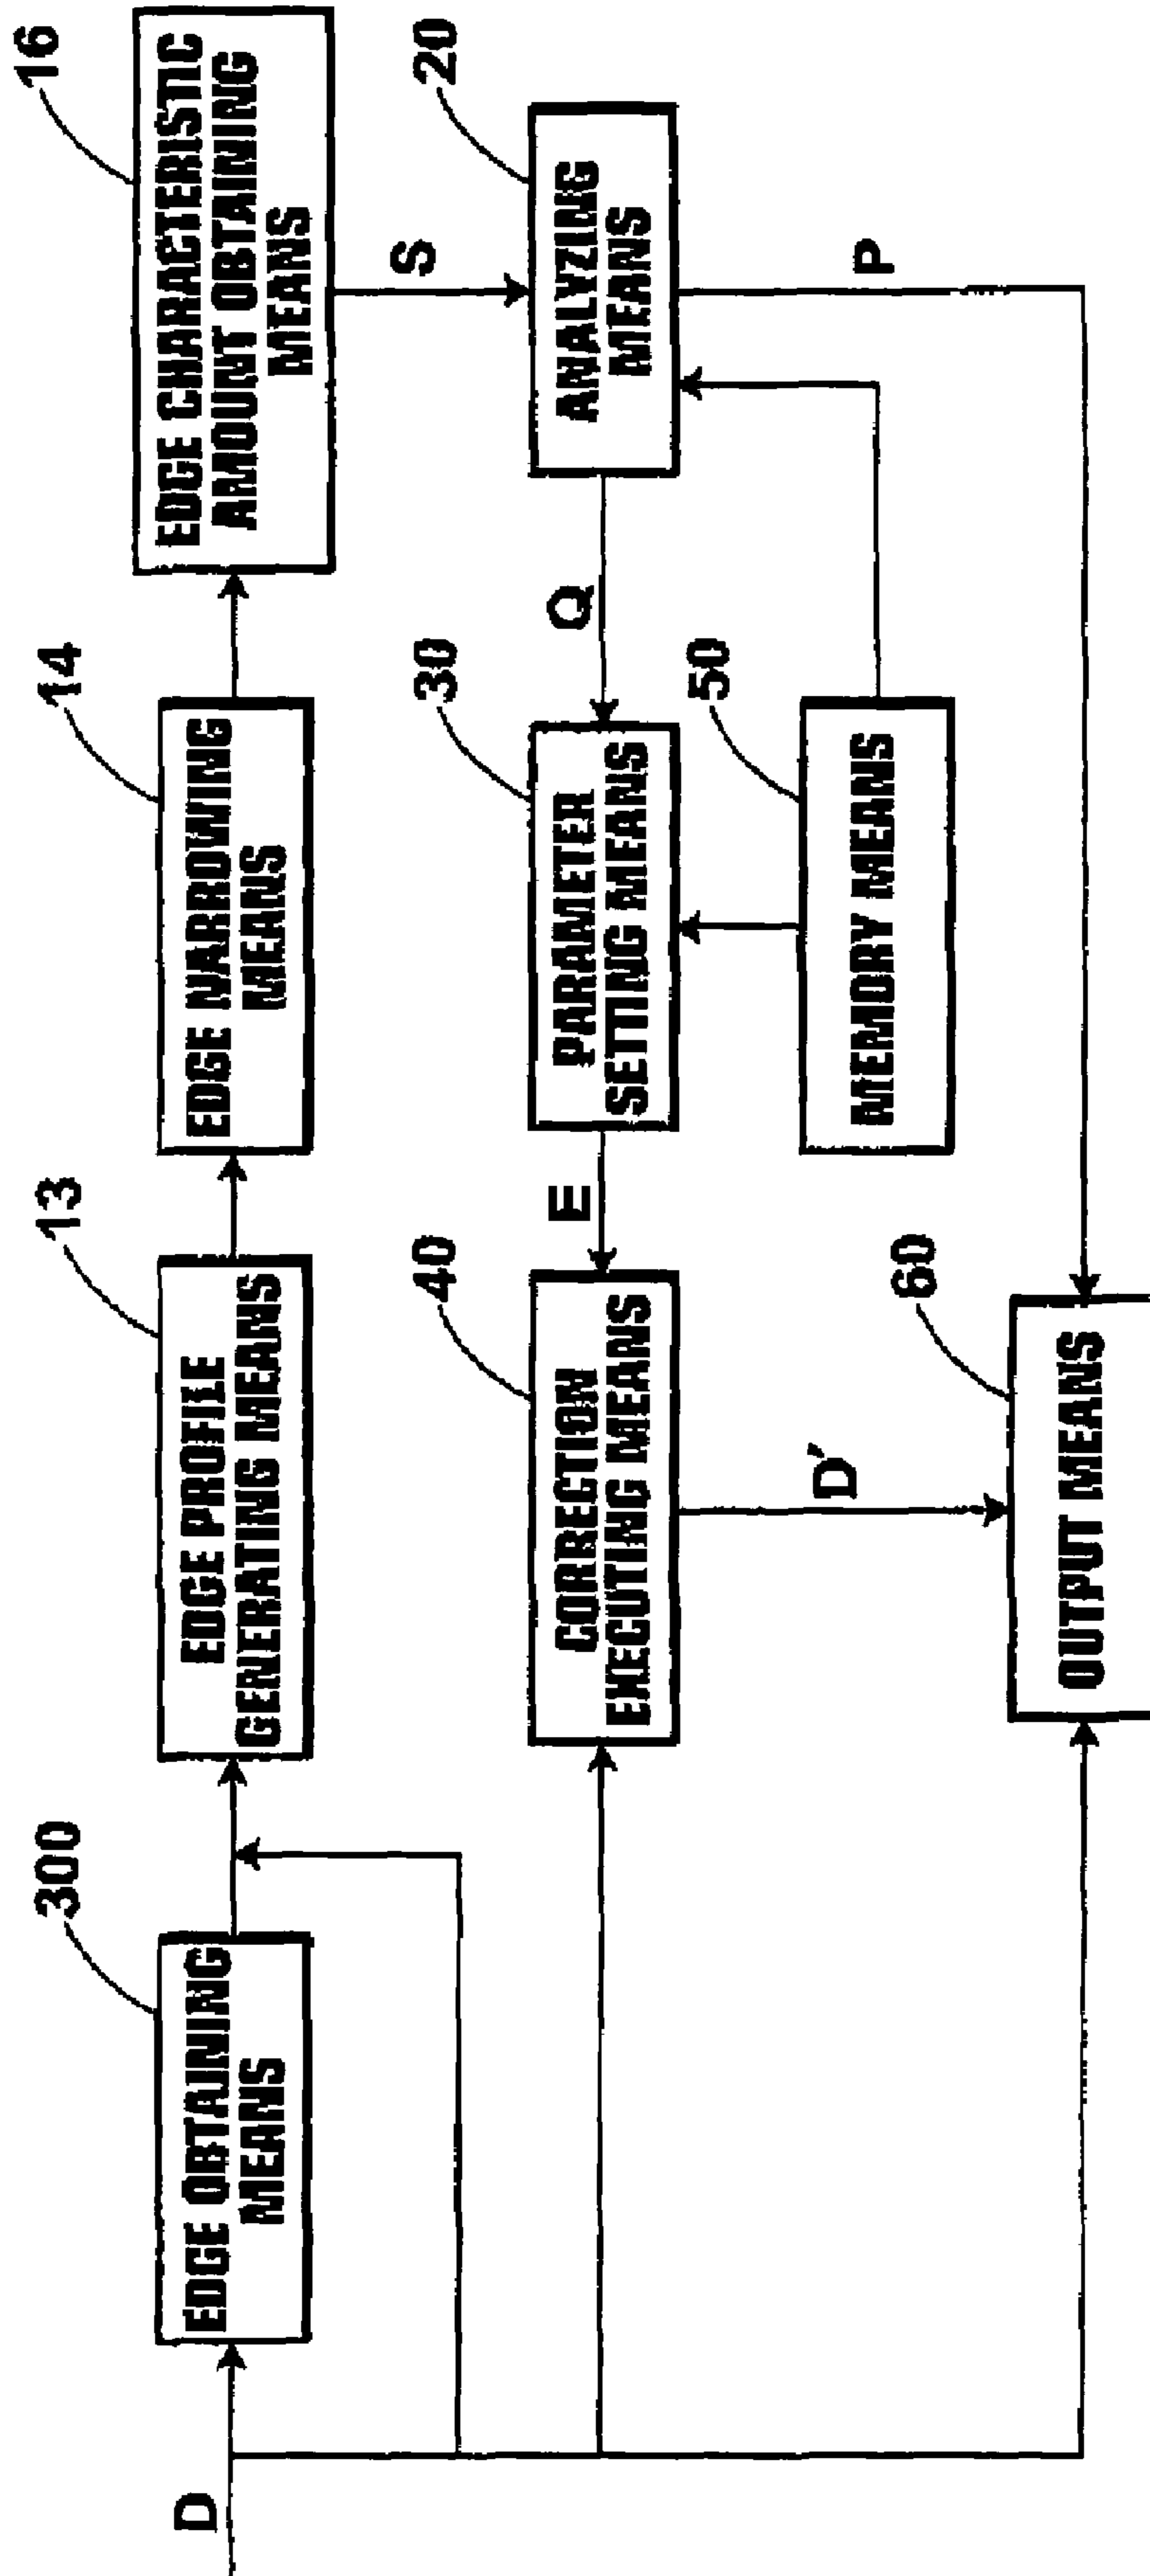 D
300
EDGE OBTAINING
MEANS
13
EDGE PROFILE
GENERATING MEANS
14
EDGE NARROWING
MEANS
16
EDGE CHARACTERISTIC
AMOUNT OBTAINING
MEANS
S
40
CORRECTION
EXECUTING MEANS
E
30
PARAMETER
SETTING MEANS
Q
20
ANALYZING
MEANS
D'
50
MEMORY MEANS
P
60
OUTPUT MEANS